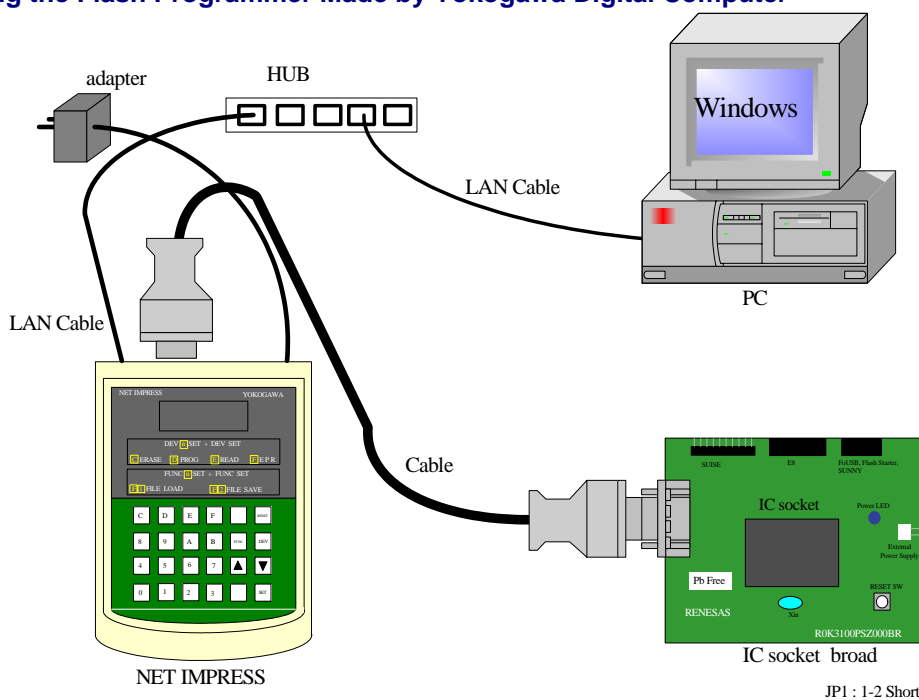 ng the Flash Programmer Made by Yokogawa Digital Computer
adapter
HUB
Windows
LAN Cable
PC
LAN Cable
NET IMPRESS YOKOGAWA
DEV n SET + DEV SET
C ERASE D PROG E READ F E P R
FUNC n SET + FUNC SET
F 1 FILE LOAD F 2 FILE SAVE
C D E F RESET
8 9 A B FUNC DEV
4 5 6 7
0 1 2 3 SET
NET IMPRESS
Cable
SUISE E8 FoUSB, Flash Starter,
SUNNY
IC socket
Power LED
External
Power Supply
Pb Free
RESET SW
Xin
RENESAS
R0K3100PSZ000BR
IC socket broad
JP1 : 1-2 Short